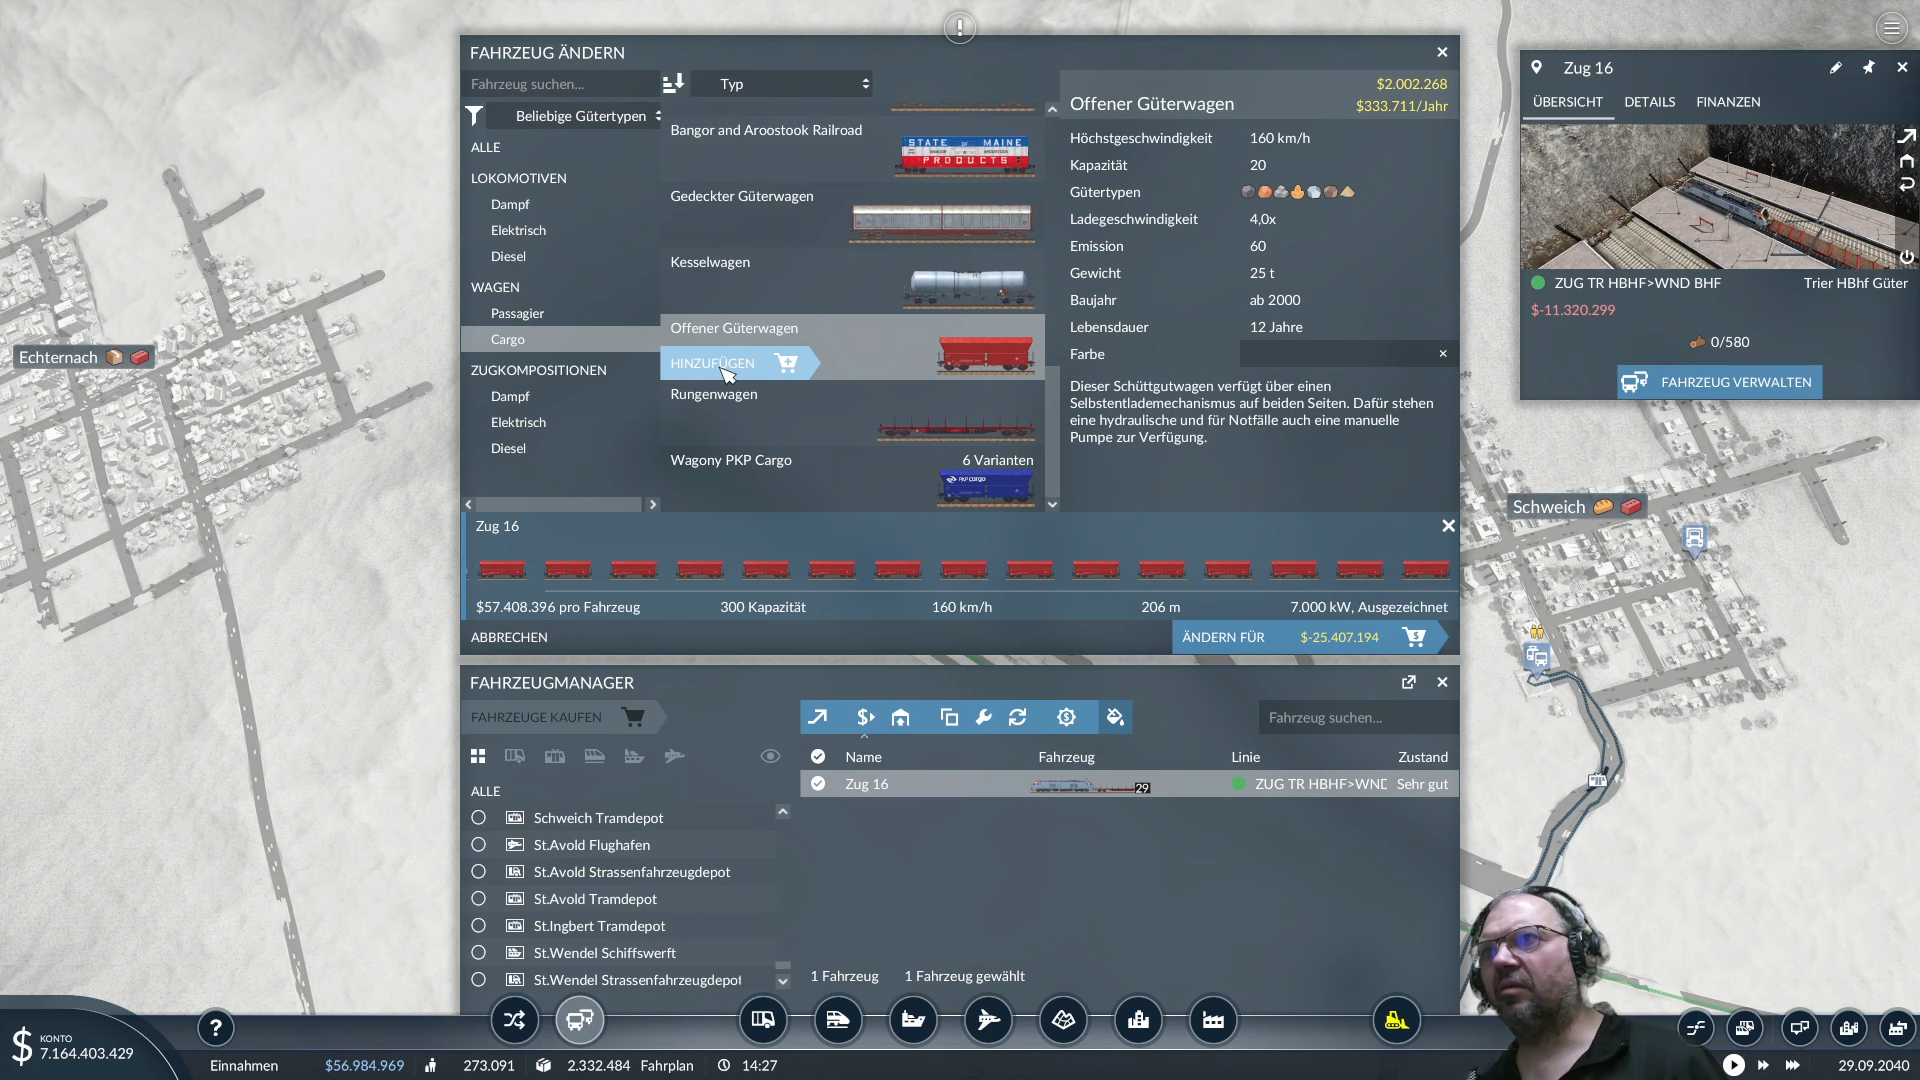 FAHRZEUG ÄNDERN
Fahrzeug suchen...
Typ
Beliebige Gütertypen
ALLE
LOKOMOTIVEN
Dampf
Elektrisch
Diesel
WAGEN
Passagier
Cargo
ZUGKOMPOSITIONEN
Dampf
Elektrisch
Diesel
Bangor and Aroostook Railroad
STATE OF MAINE
PRODUCTS
Gedeckter Güterwagen
Kesselwagen
Offener Güterwagen
HINZUFÜGEN
Rungenwagen
Wagony PKP Cargo
6 Varianten
PKP CARGO
Offener Güterwagen
$2.002.268
$333.711/Jahr
Höchstgeschwindigkeit 160 km/h
Kapazität 20
Gütertypen
Ladegeschwindigkeit 4,0x
Emission 60
Gewicht 25 t
Baujahr ab 2000
Lebensdauer 12 Jahre
Farbe
Dieser Schüttgutwagen verfügt über einen
Selbstentlademechanismus auf beiden Seiten. Dafür stehen
eine hydraulische und für Notfälle auch eine manuelle
Pumpe zur Verfügung.
Zug 16
$57.408.396 pro Fahrzeug 300 Kapazität 160 km/h 206 m 7.000 kW, Ausgezeichnet
ABBRECHEN
ÄNDERN FÜR $-25.407.194
FAHRZEUGMANAGER
FAHRZEUGE KAUFEN
Fahrzeug suchen...
ALLE
Schweich Tramdepot
St.Avold Flughafen
St.Avold Strassenfahrzeugdepot
St.Avold Tramdepot
St.Ingbert Tramdepot
St.Wendel Schiffswerft
St.Wendel Strassenfahrzeugdepot
Name Fahrzeug Linie Zustand
Zug 16 29 ZUG TR HBHF>WND Sehr gut
1 Fahrzeug 1 Fahrzeug gewählt
Zug 16
ÜBERSICHT DETAILS FINANZEN
ZUG TR HBHF>WND BHF Trier HBhf Güter
$-11.320.299
0/580
FAHRZEUG VERWALTEN
Echternach
Schweich
?
$ KONTO
7.164.403.429
Einnahmen $56.984.969 273.091 2.332.484 Fahrplan 14:27
29.09.2040